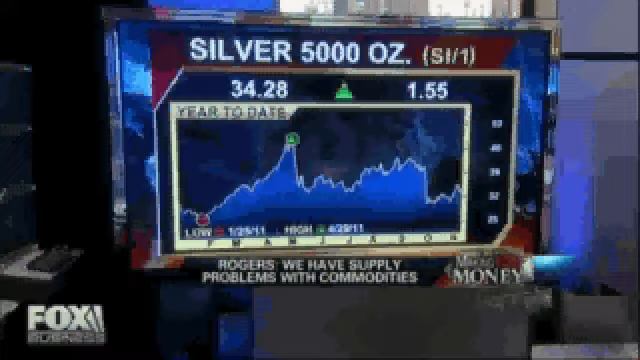 SILVER 5000 OZ. (SI/1)
34.28 1.55
YEAR TO DATE
LOW 1/25/11 HIGH 4/29/11
F M A M J J A S O N
ROGERS: WE HAVE SUPPLY
PROBLEMS WITH COMMODITIES
MONEY
FOX
BUSINESS